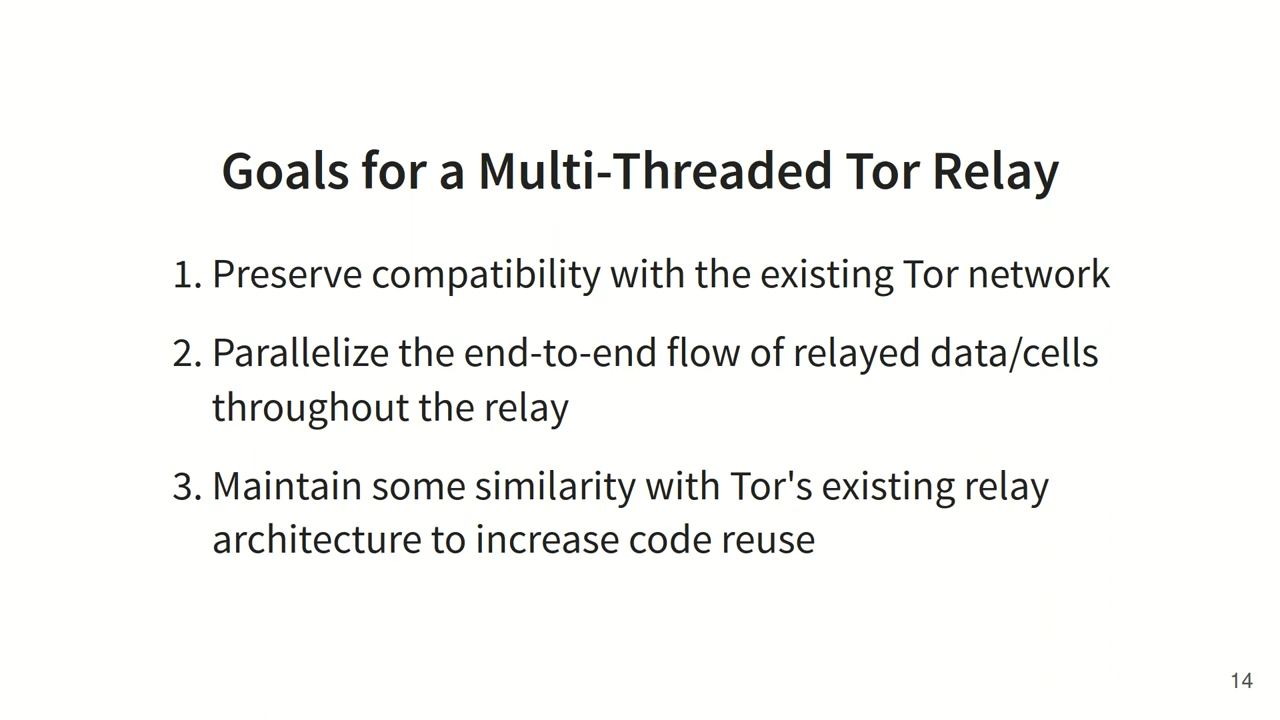 Goals for a Multi-Threaded Tor Relay
1. Preserve compatibility with the existing Tor network
2. Parallelize the end-to-end flow of relayed data/cells
throughout the relay
3. Maintain some similarity with Tor's existing relay
architecture to increase code reuse
14